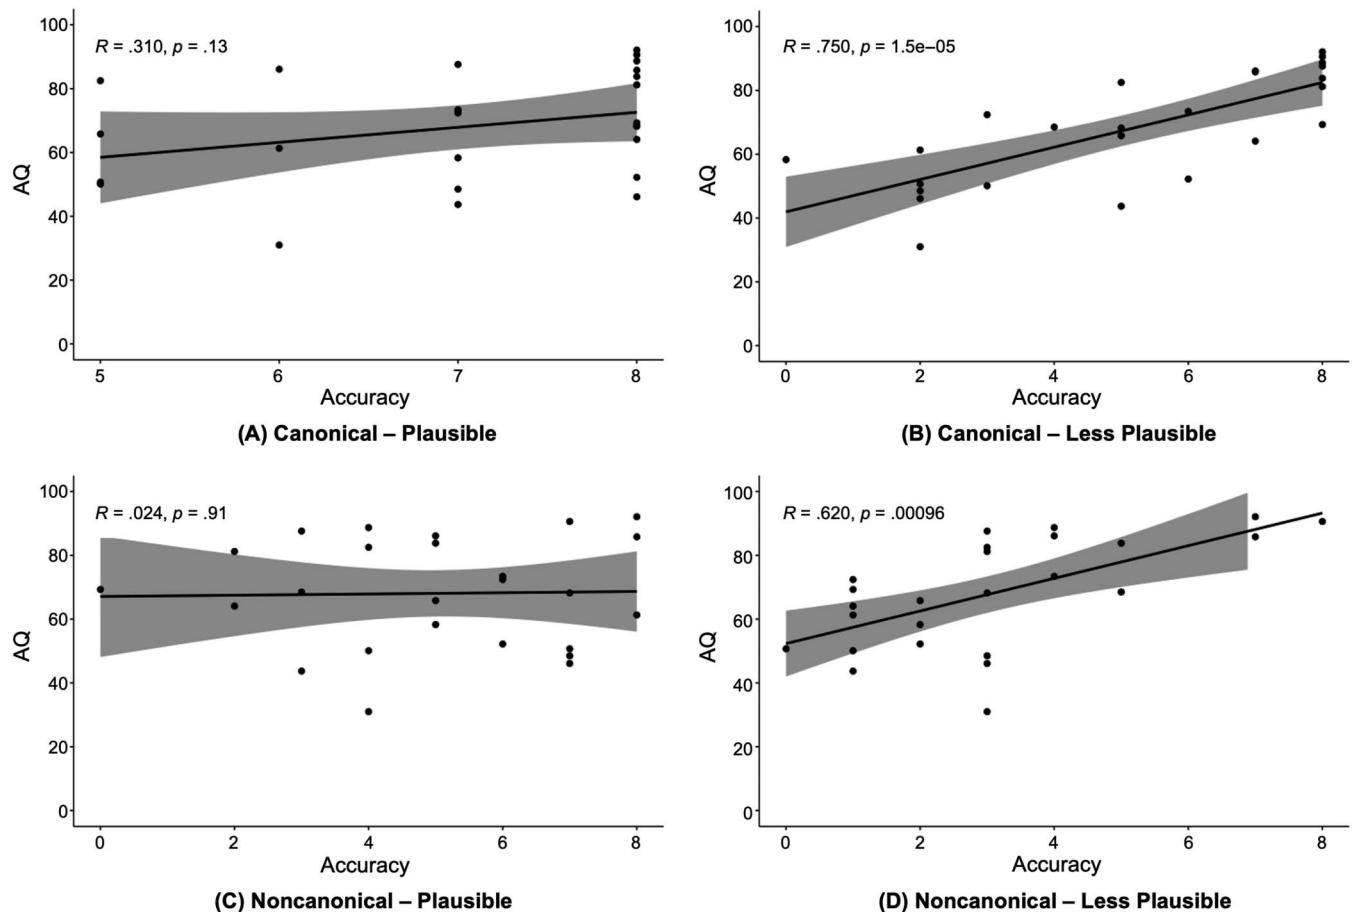 100
R = .310, p = .13
80
60
AQ
40
20
0
5 6 7 8
Accuracy
(A) Canonical – Plausible
100
R = .750, p = 1.5e–05
80
60
AQ
40
20
0
0 2 4 6 8
Accuracy
(B) Canonical – Less Plausible
100
R = .024, p = .91
80
60
AQ
40
20
0
0 2 4 6 8
Accuracy
(C) Noncanonical – Plausible
100
R = .620, p = .00096
80
60
AQ
40
20
0
0 2 4 6 8
Accuracy
(D) Noncanonical – Less Plausible